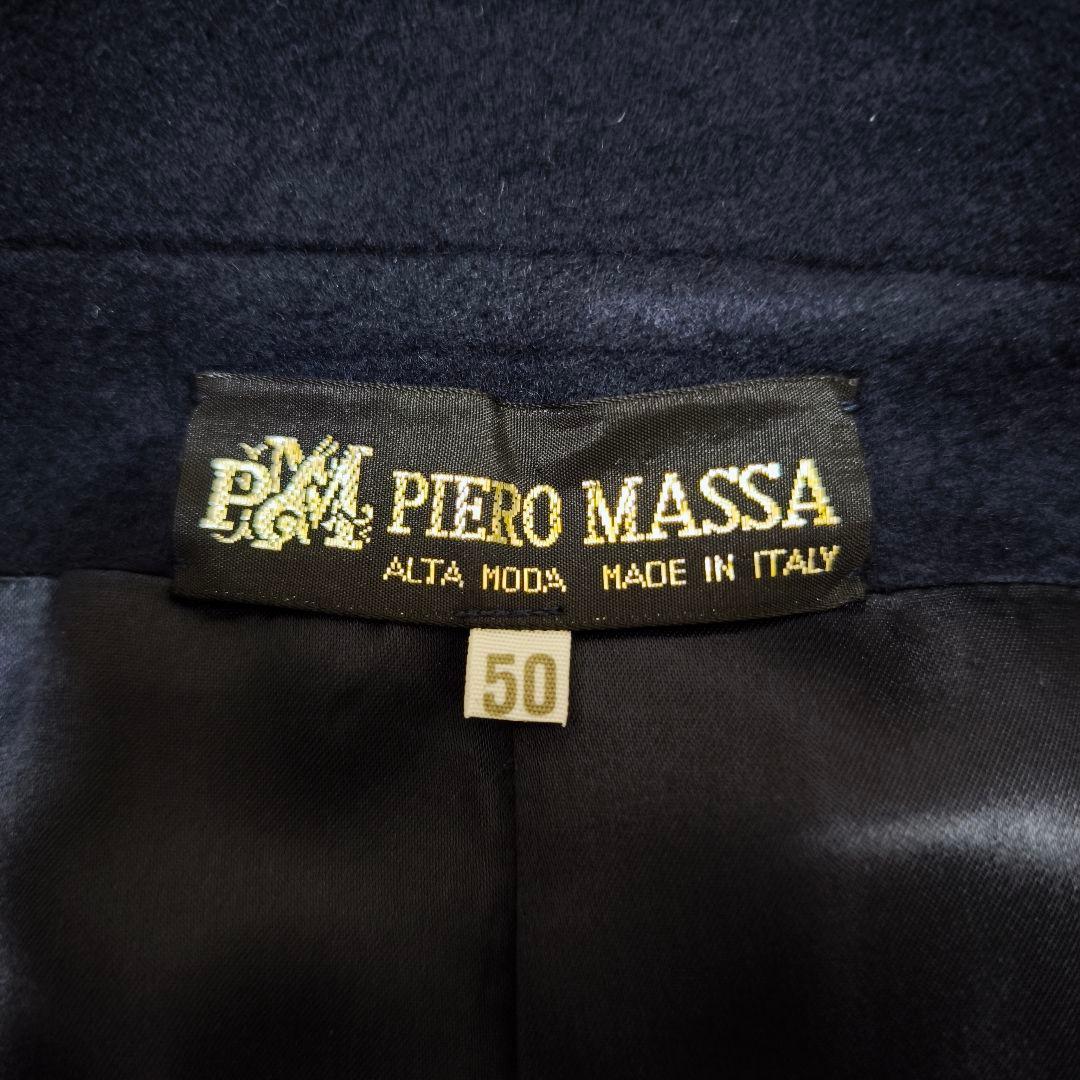 PM PIERO MASSA
ALTA MODA MADE IN ITALY
50